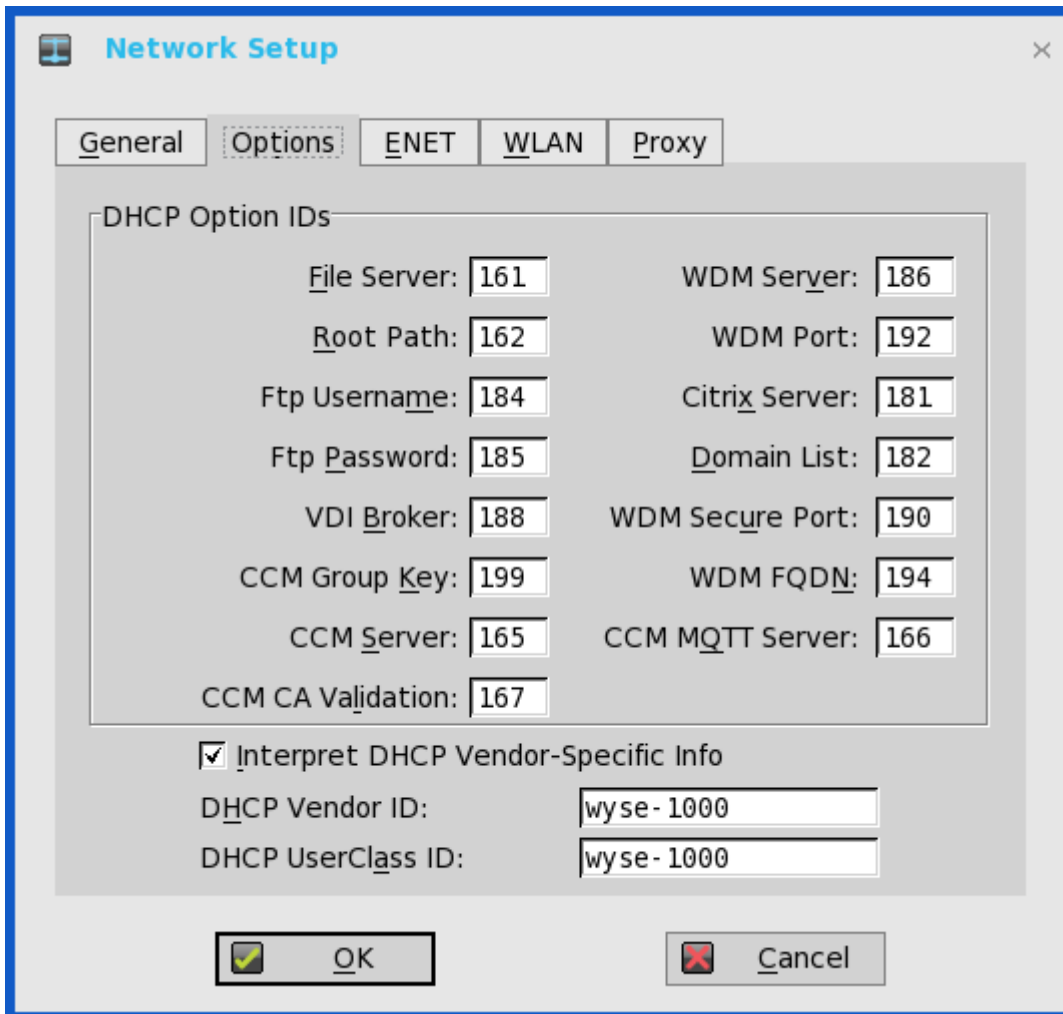 Network Setup
General Options ENET WLAN Proxy
DHCP Option IDs
File Server: 161 WDM Server: 186
Root Path: 162 WDM Port: 192
Ftp Username: 184 Citrix Server: 181
Ftp Password: 185 Domain List: 182
VDI Broker: 188 WDM Secure Port: 190
CCM Group Key: 199 WDM FQDN: 194
CCM Server: 165 CCM MQTT Server: 166
CCM CA Validation: 167
Interpret DHCP Vendor-Specific Info
DHCP Vendor ID: wyse-1000
DHCP UserClass ID: wyse-1000
OK Cancel